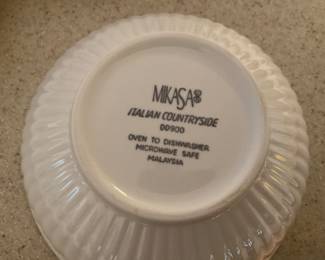 MIKASA
ITALIAN COUNTRYSIDE
DD900
OVEN TO DISHWASHER
MICROWAVE SAFE
MALAYSIA